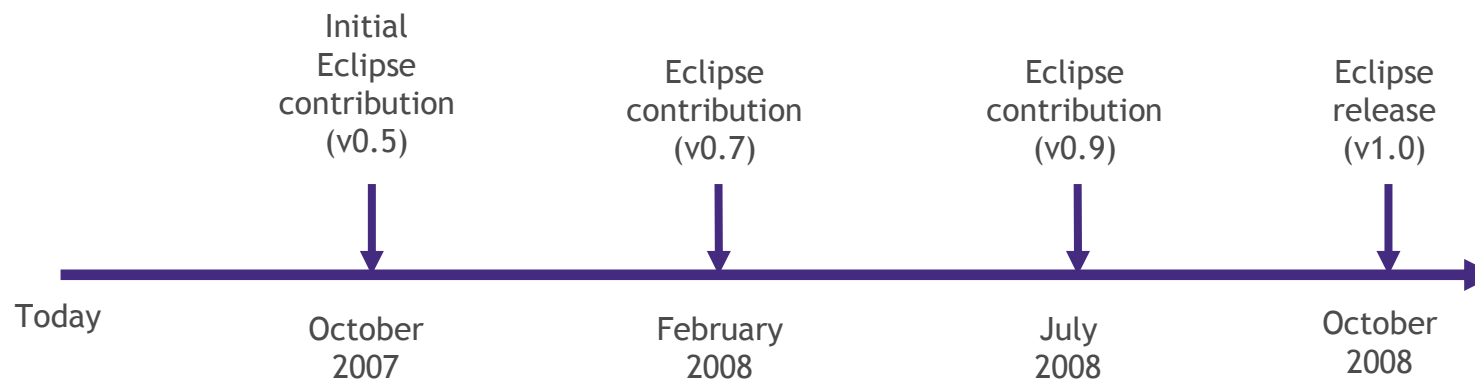 Initial
Eclipse
contribution
(v0.5)
Eclipse
contribution
(v0.7)
Eclipse
contribution
(v0.9)
Eclipse
release
(v1.0)
Today
October
2007
February
2008
July
2008
October
2008